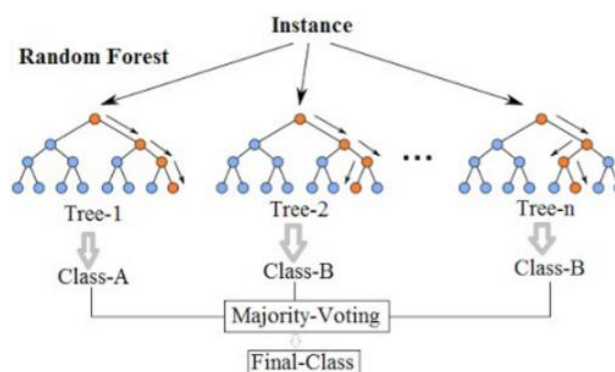 Instance
Random Forest
...
Tree-1
Tree-2
Tree-n
Class-A
Class-B
Class-B
Majority-Voting
Final-Class